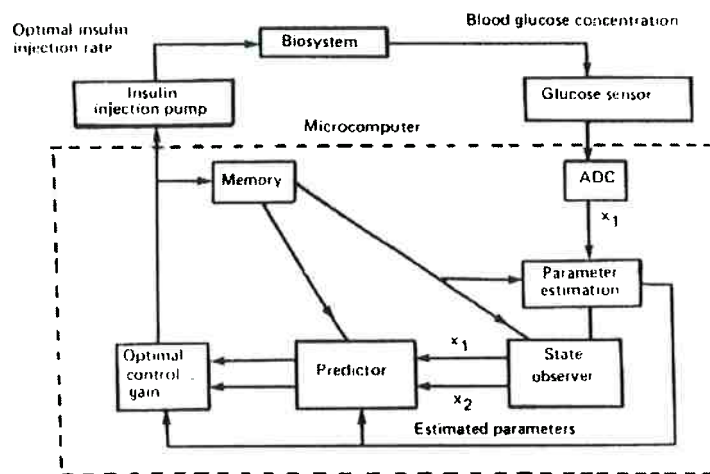 Optimal insulin
injection rate
Blood glucose concentration
Biosystem
Insulin
injection pump
Glucose sensor
Microcomputer
Memory
ADC
x1
Parameter
estimation
Optimal
control
gain
Predictor
x1
x2
State
observer
Estimated parameters